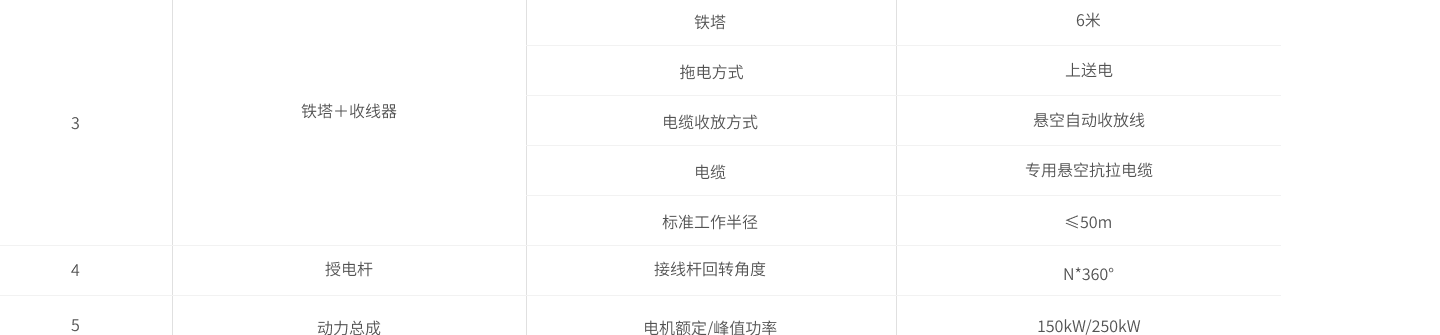 铁塔 6米
拖电方式 上送电
3 铁塔＋收线器 电缆收放方式 悬空自动收放线
电缆 专用悬空抗拉电缆
标准工作半径 ≤50m
4 授电杆 接线杆回转角度 N*360°
5 动力总成 电机额定/峰值功率 150kW/250kW